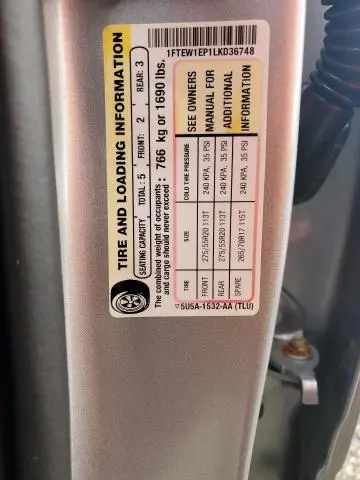 1FTEW1EP1LKD36748
TIRE AND LOADING INFORMATION
SEATING CAPACITY | TOTAL: 5 | FRONT: 2 | REAR: 3
The combined weight of occupants and cargo should never exceed: 766 kg or 1690 lbs.
TIRE SIZE COLD TIRE PRESSURE
FRONT 275/55R20 113T 240 KPA, 35 PSI
REAR 275/55R20 113T 240 KPA, 35 PSI
SPARE 265/70R17 115T 240 KPA, 35 PSI
SEE OWNERS
MANUAL FOR
ADDITIONAL
INFORMATION
5U5A-1532-AA (TLU)